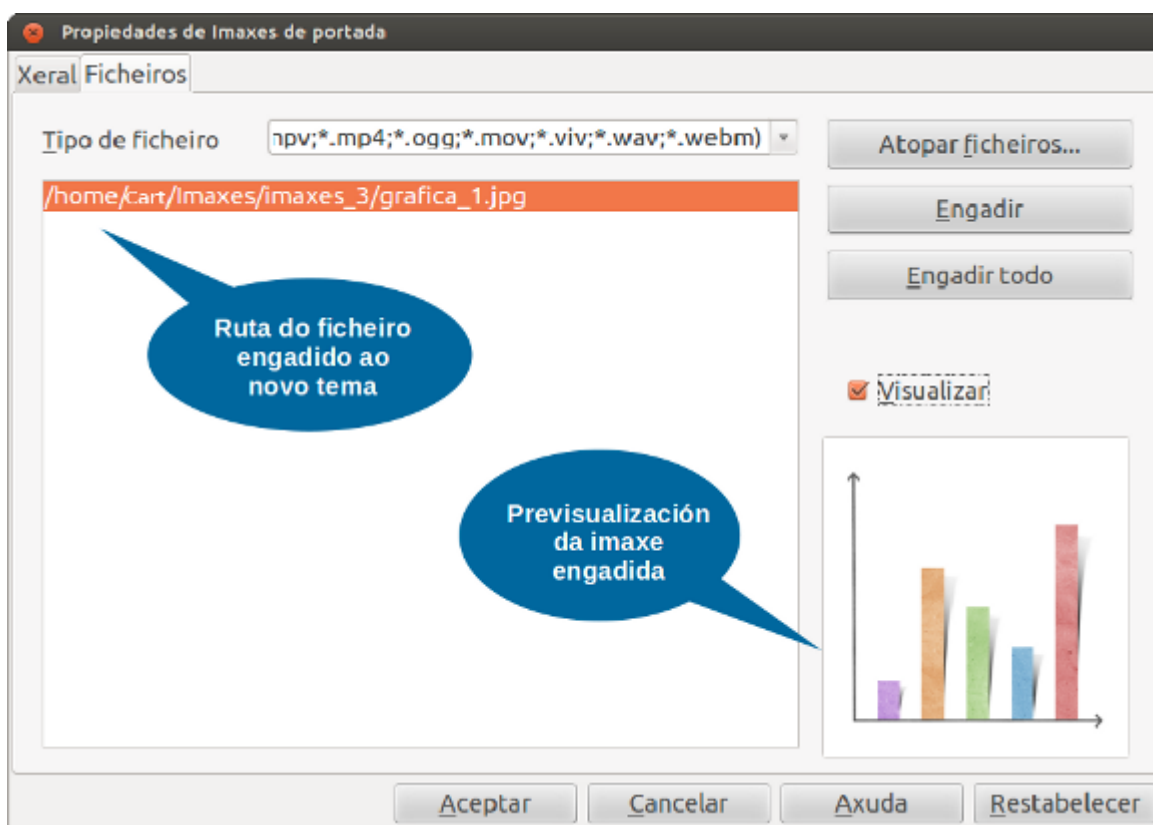 Propiedades de Imaxes de portada
Xeral Ficheiros
Tipo de ficheiro
npv;*.mp4;*.ogg;*.mov;*.viv;*.wav;*.webm)
Atopar ficheiros...
/home/Cart/Imaxes/imaxes_3/grafica_1.jpg
Engadir
Engadir todo
Ruta do ficheiro
engadido ao
novo tema
Visualizar
Previsualización
da imaxe
engadida
Aceptar
Cancelar
Axuda
Restabelecer